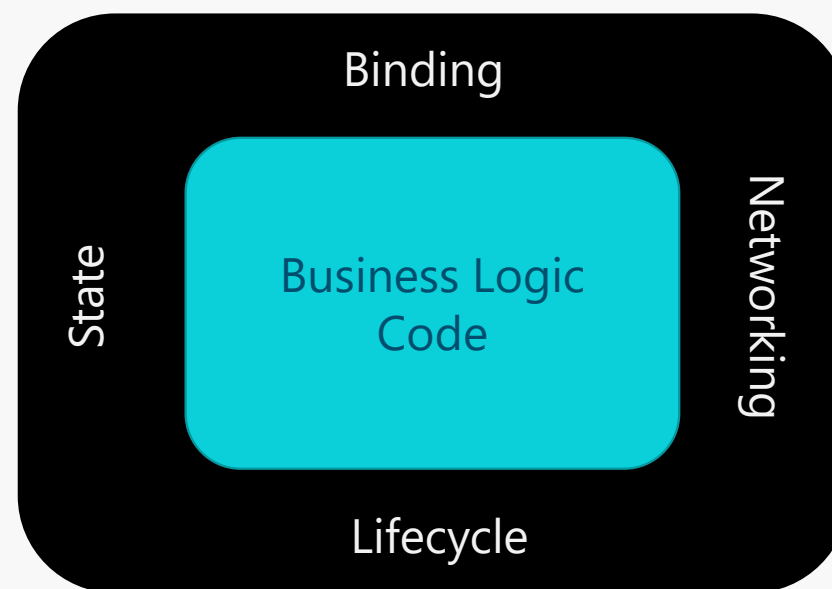 Binding
State
Business Logic
Code
Networking
Lifecycle